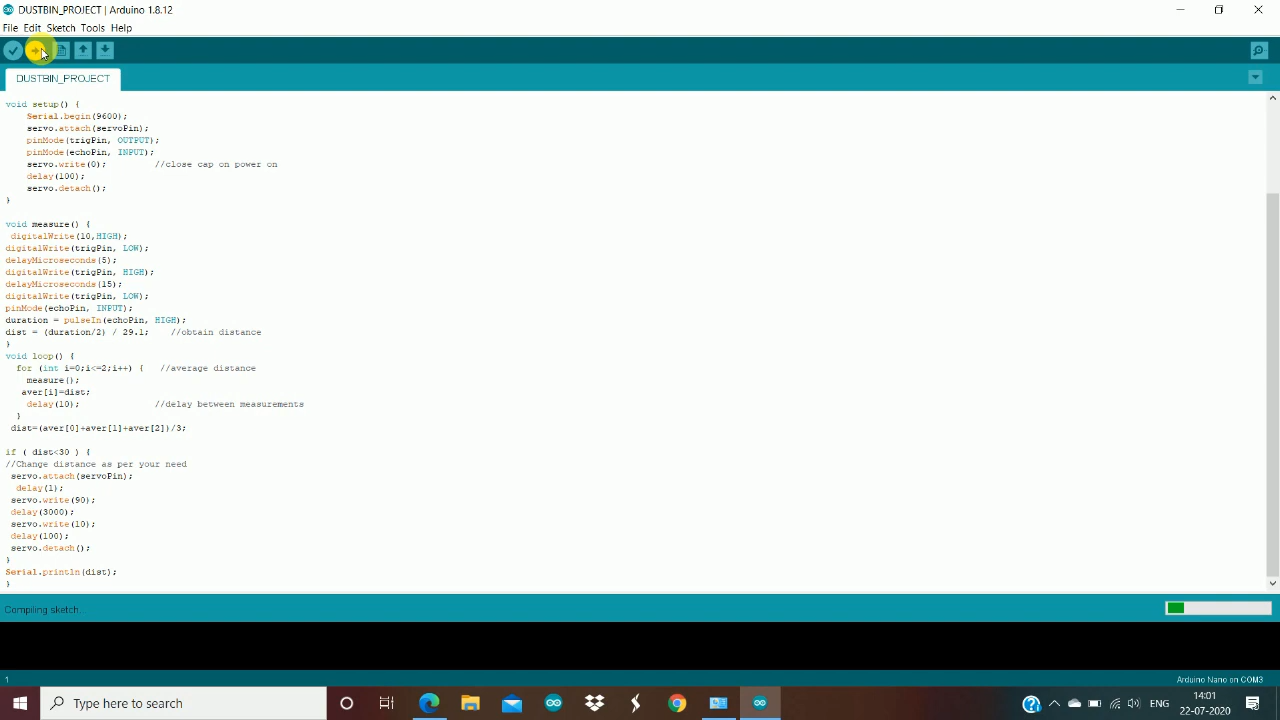 DUSTBIN_PROJECT | Arduino 1.8.12
File Edit Sketch Tools Help
DUSTBIN_PROJECT
void setup() {
Serial.begin(9600);
servo.attach(servoPin);
pinMode(trigPin, OUTPUT);
pinMode(echoPin, INPUT);
servo.write(0); //close cap on power on
delay(100);
servo.detach();
}
void measure() {
digitalWrite(10,HIGH);
digitalWrite(trigPin, LOW);
delayMicroseconds(5);
digitalWrite(trigPin, HIGH);
delayMicroseconds(15);
digitalWrite(trigPin, LOW);
pinMode(echoPin, INPUT);
duration = pulseIn(echoPin, HIGH);
dist = (duration/2) / 29.1; //obtain distance
}
void loop() {
for (int i=0;i<=2;i++) { //average distance
measure();
aver[i]=dist;
delay(10); //delay between measurements
}
dist=(aver[0]+aver[1]+aver[2])/3;
if ( dist<30 ) {
//Change distance as per your need
servo.attach(servoPin);
delay(1);
servo.write(90);
delay(3000);
servo.write(10);
delay(100);
servo.detach();
}
Serial.println(dist);
}
Compiling sketch...
1
Arduino Nano on COM3
Type here to search
ENG
14:01
22-07-2020